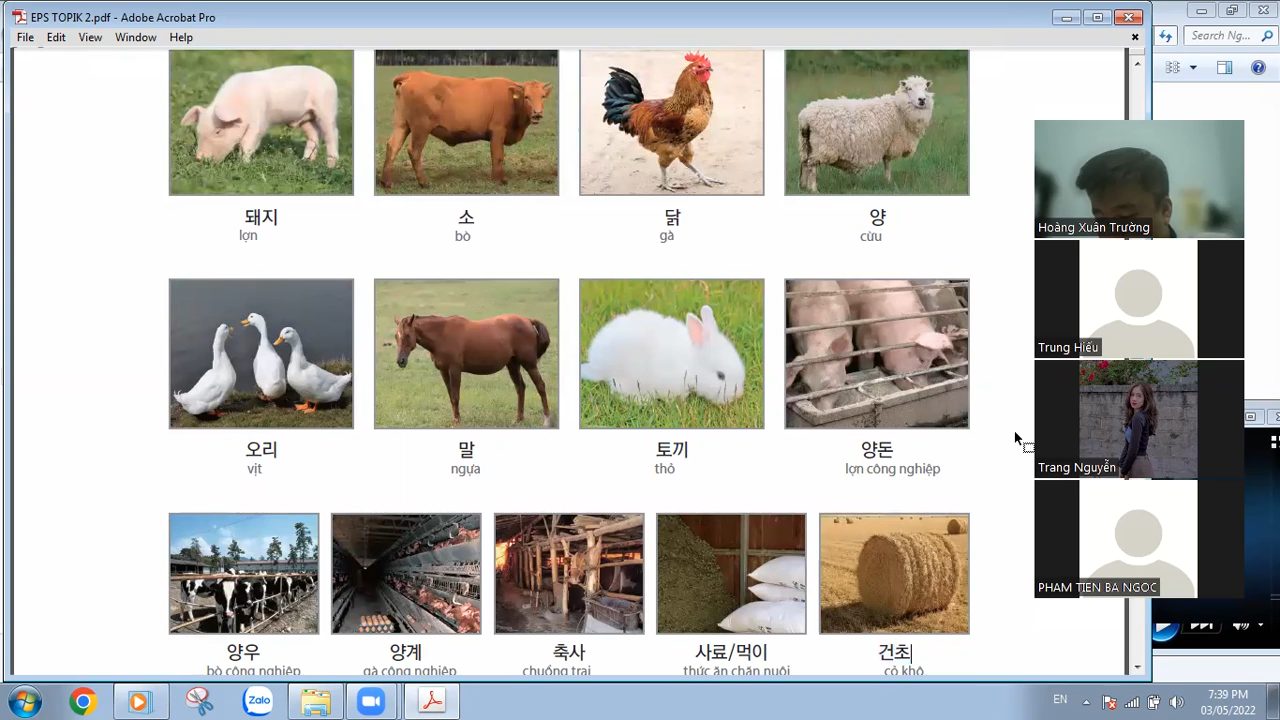 EPS TOPIK 2.pdf - Adobe Acrobat Pro
Search Ng...
File Edit View Window Help
돼지 소 닭 양
lợn bò gà cừu
오리 말 토끼 양돈
vịt ngựa thỏ lợn công nghiệp
양우 양계 축사 사료/먹이 건초
bò công nghiệp gà công nghiệp chuồng trại thức ăn chăn nuôi cỏ khô
Hoàng Xuân Trường
Trung Hiếu
Trang Nguyễn
PHAM TIEN BA NGOC
Zalo
EN
7:39 PM
03/05/2022